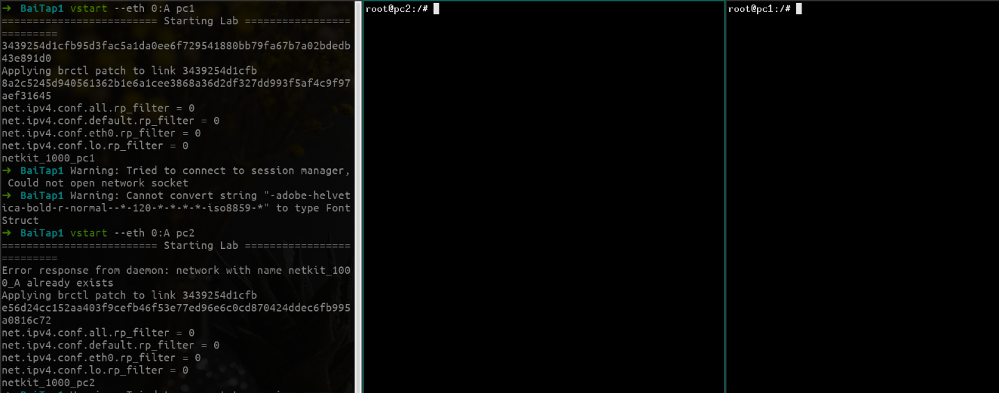 ➜ BaiTap1 vstart --eth 0:A pc1
========================= Starting Lab =================
=========
3439254d1cfb95d3fac5a1da0ee6f729541880bb79fa67b7a02bdedb
43e891d0
Applying brctl patch to link 3439254d1cfb
8a2c5245d940561362b1e6a1cee3868a36d2df327dd993f5af4c9f97
aef31645
net.ipv4.conf.all.rp_filter = 0
net.ipv4.conf.default.rp_filter = 0
net.ipv4.conf.eth0.rp_filter = 0
net.ipv4.conf.lo.rp_filter = 0
netkit_1000_pc1
➜ BaiTap1 Warning: Tried to connect to session manager,
 Could not open network socket
➜ BaiTap1 Warning: Cannot convert string "-adobe-helvet
ica-bold-r-normal--*-120-*-*-*-*-iso8859-*" to type Font
Struct
➜ BaiTap1 vstart --eth 0:A pc2
========================= Starting Lab =================
=========
Error response from daemon: network with name netkit_100
0_A already exists
Applying brctl patch to link 3439254d1cfb
e56d24cc152aa403f9cefb46f53e77ed96e6c0cd870424ddec6fb995
a0816c72
net.ipv4.conf.all.rp_filter = 0
net.ipv4.conf.default.rp_filter = 0
net.ipv4.conf.eth0.rp_filter = 0
net.ipv4.conf.lo.rp_filter = 0
netkit_1000_pc2
root@pc2:/#
root@pc1:/#